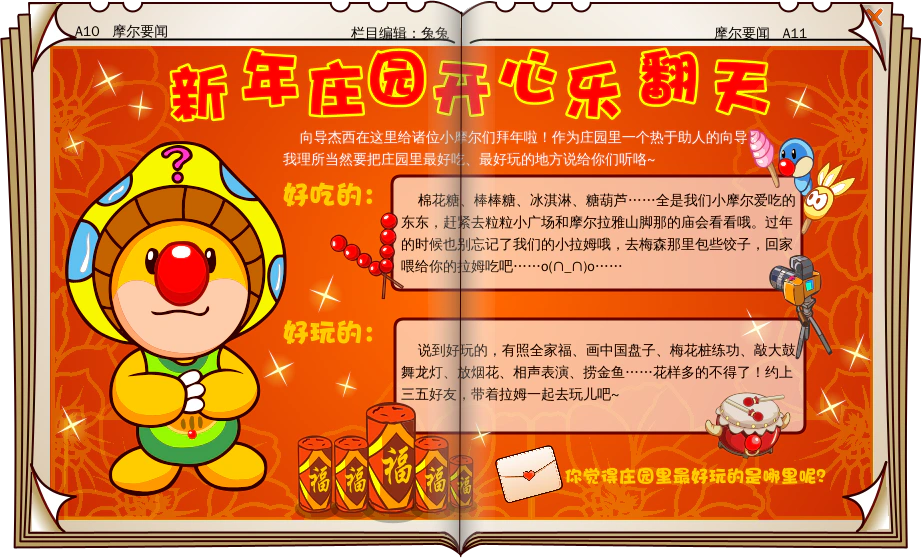 A10 摩尔要闻
栏目编辑：兔兔
摩尔要闻 A11
新年庄园开心乐翻天
向导杰西在这里给诸位小摩尔们拜年啦！作为庄园里一个热于助人的向导，
我理所当然要把庄园里最好吃、最好玩的地方说给你们听咯~
好吃的：
棉花糖、棒棒糖、冰淇淋、糖葫芦……全是我们小摩尔爱吃的
东东，赶紧去粒粒小广场和摩尔拉雅山脚那的庙会看看哦。过年
的时候也别忘记了我们的小拉姆哦，去梅森那里包些饺子，回家
喂给你的拉姆吃吧……o(∩_∩)o……
好玩的：
说到好玩的，有照全家福、画中国盘子、梅花桩练功、敲大鼓、
舞龙灯、放烟花、相声表演、捞金鱼……花样多的不得了！约上
三五好友，带着拉姆一起去玩儿吧~
?
福 福 福 福 福
你觉得庄园里最好玩的是哪里呢?